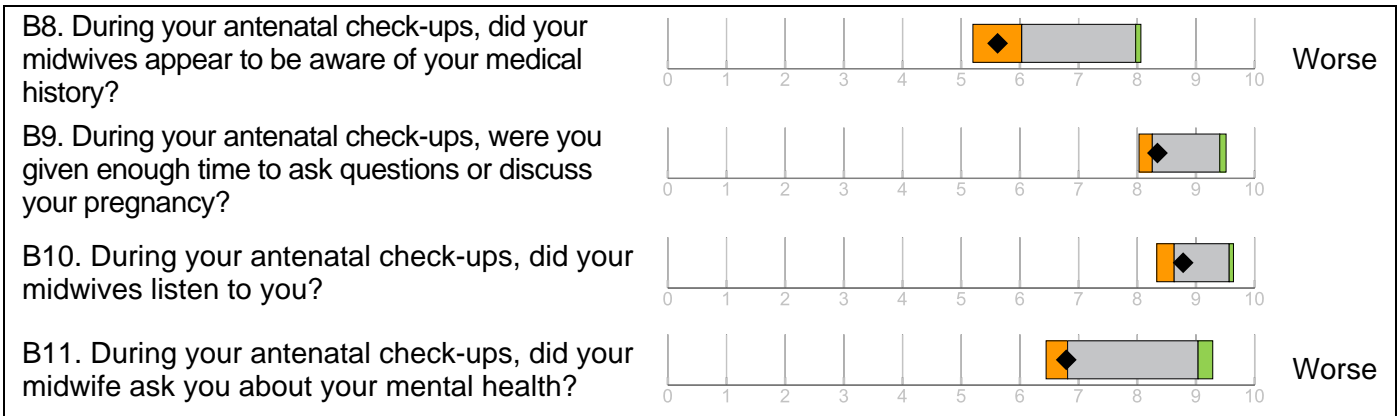 B8. During your antenatal check-ups, did your
midwives appear to be aware of your medical
history?
0 1 2 3 4 5 6 7 8 9 10
Worse
B9. During your antenatal check-ups, were you
given enough time to ask questions or discuss
your pregnancy?
0 1 2 3 4 5 6 7 8 9 10
B10. During your antenatal check-ups, did your
midwives listen to you?
0 1 2 3 4 5 6 7 8 9 10
B11. During your antenatal check-ups, did your
midwife ask you about your mental health?
0 1 2 3 4 5 6 7 8 9 10
Worse